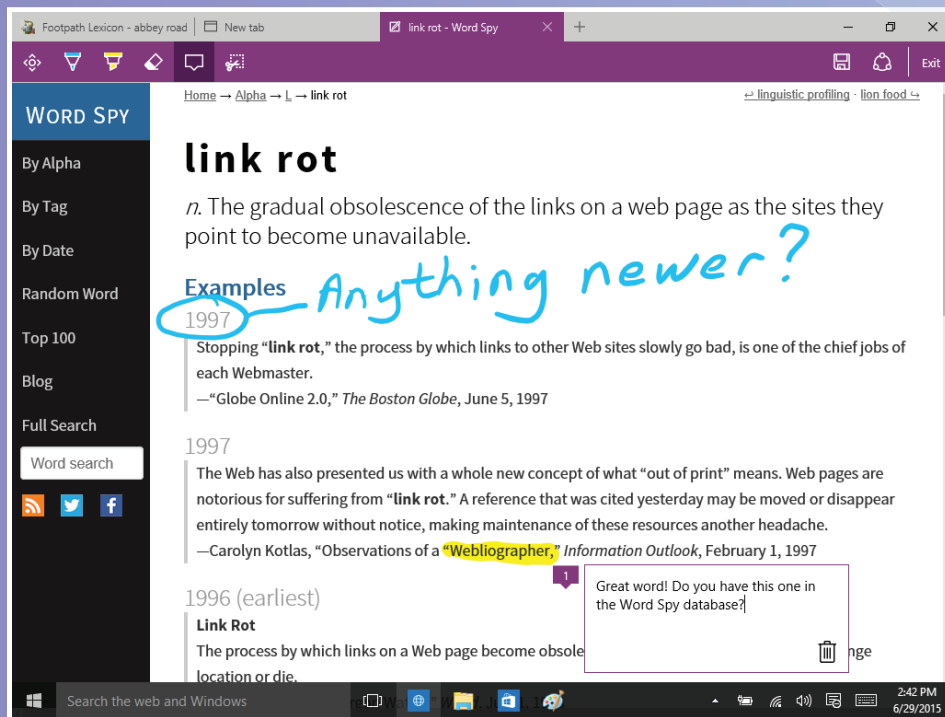 Footpath Lexicon - abbey road
New tab
link rot - Word Spy
Exit
WORD SPY
By Alpha
By Tag
By Date
Random Word
Top 100
Blog
Full Search
Word search
Home → Alpha → L → link rot
↩ linguistic profiling · lion food ↪
link rot
n. The gradual obsolescence of the links on a web page as the sites they
point to become unavailable.
Examples
Anything newer?
1997
Stopping “link rot,” the process by which links to other Web sites slowly go bad, is one of the chief jobs of
each Webmaster.
—“Globe Online 2.0,” The Boston Globe, June 5, 1997
1997
The Web has also presented us with a whole new concept of what “out of print” means. Web pages are
notorious for suffering from “link rot.” A reference that was cited yesterday may be moved or disappear
entirely tomorrow without notice, making maintenance of these resources another headache.
—Carolyn Kotlas, “Observations of a “Webliographer,” Information Outlook, February 1, 1997
1
Great word! Do you have this one in
the Word Spy database?
1996 (earliest)
Link Rot
The process by which links on a Web page become obsole nge
location or die.
Search the web and Windows
2:42 PM
6/29/2015